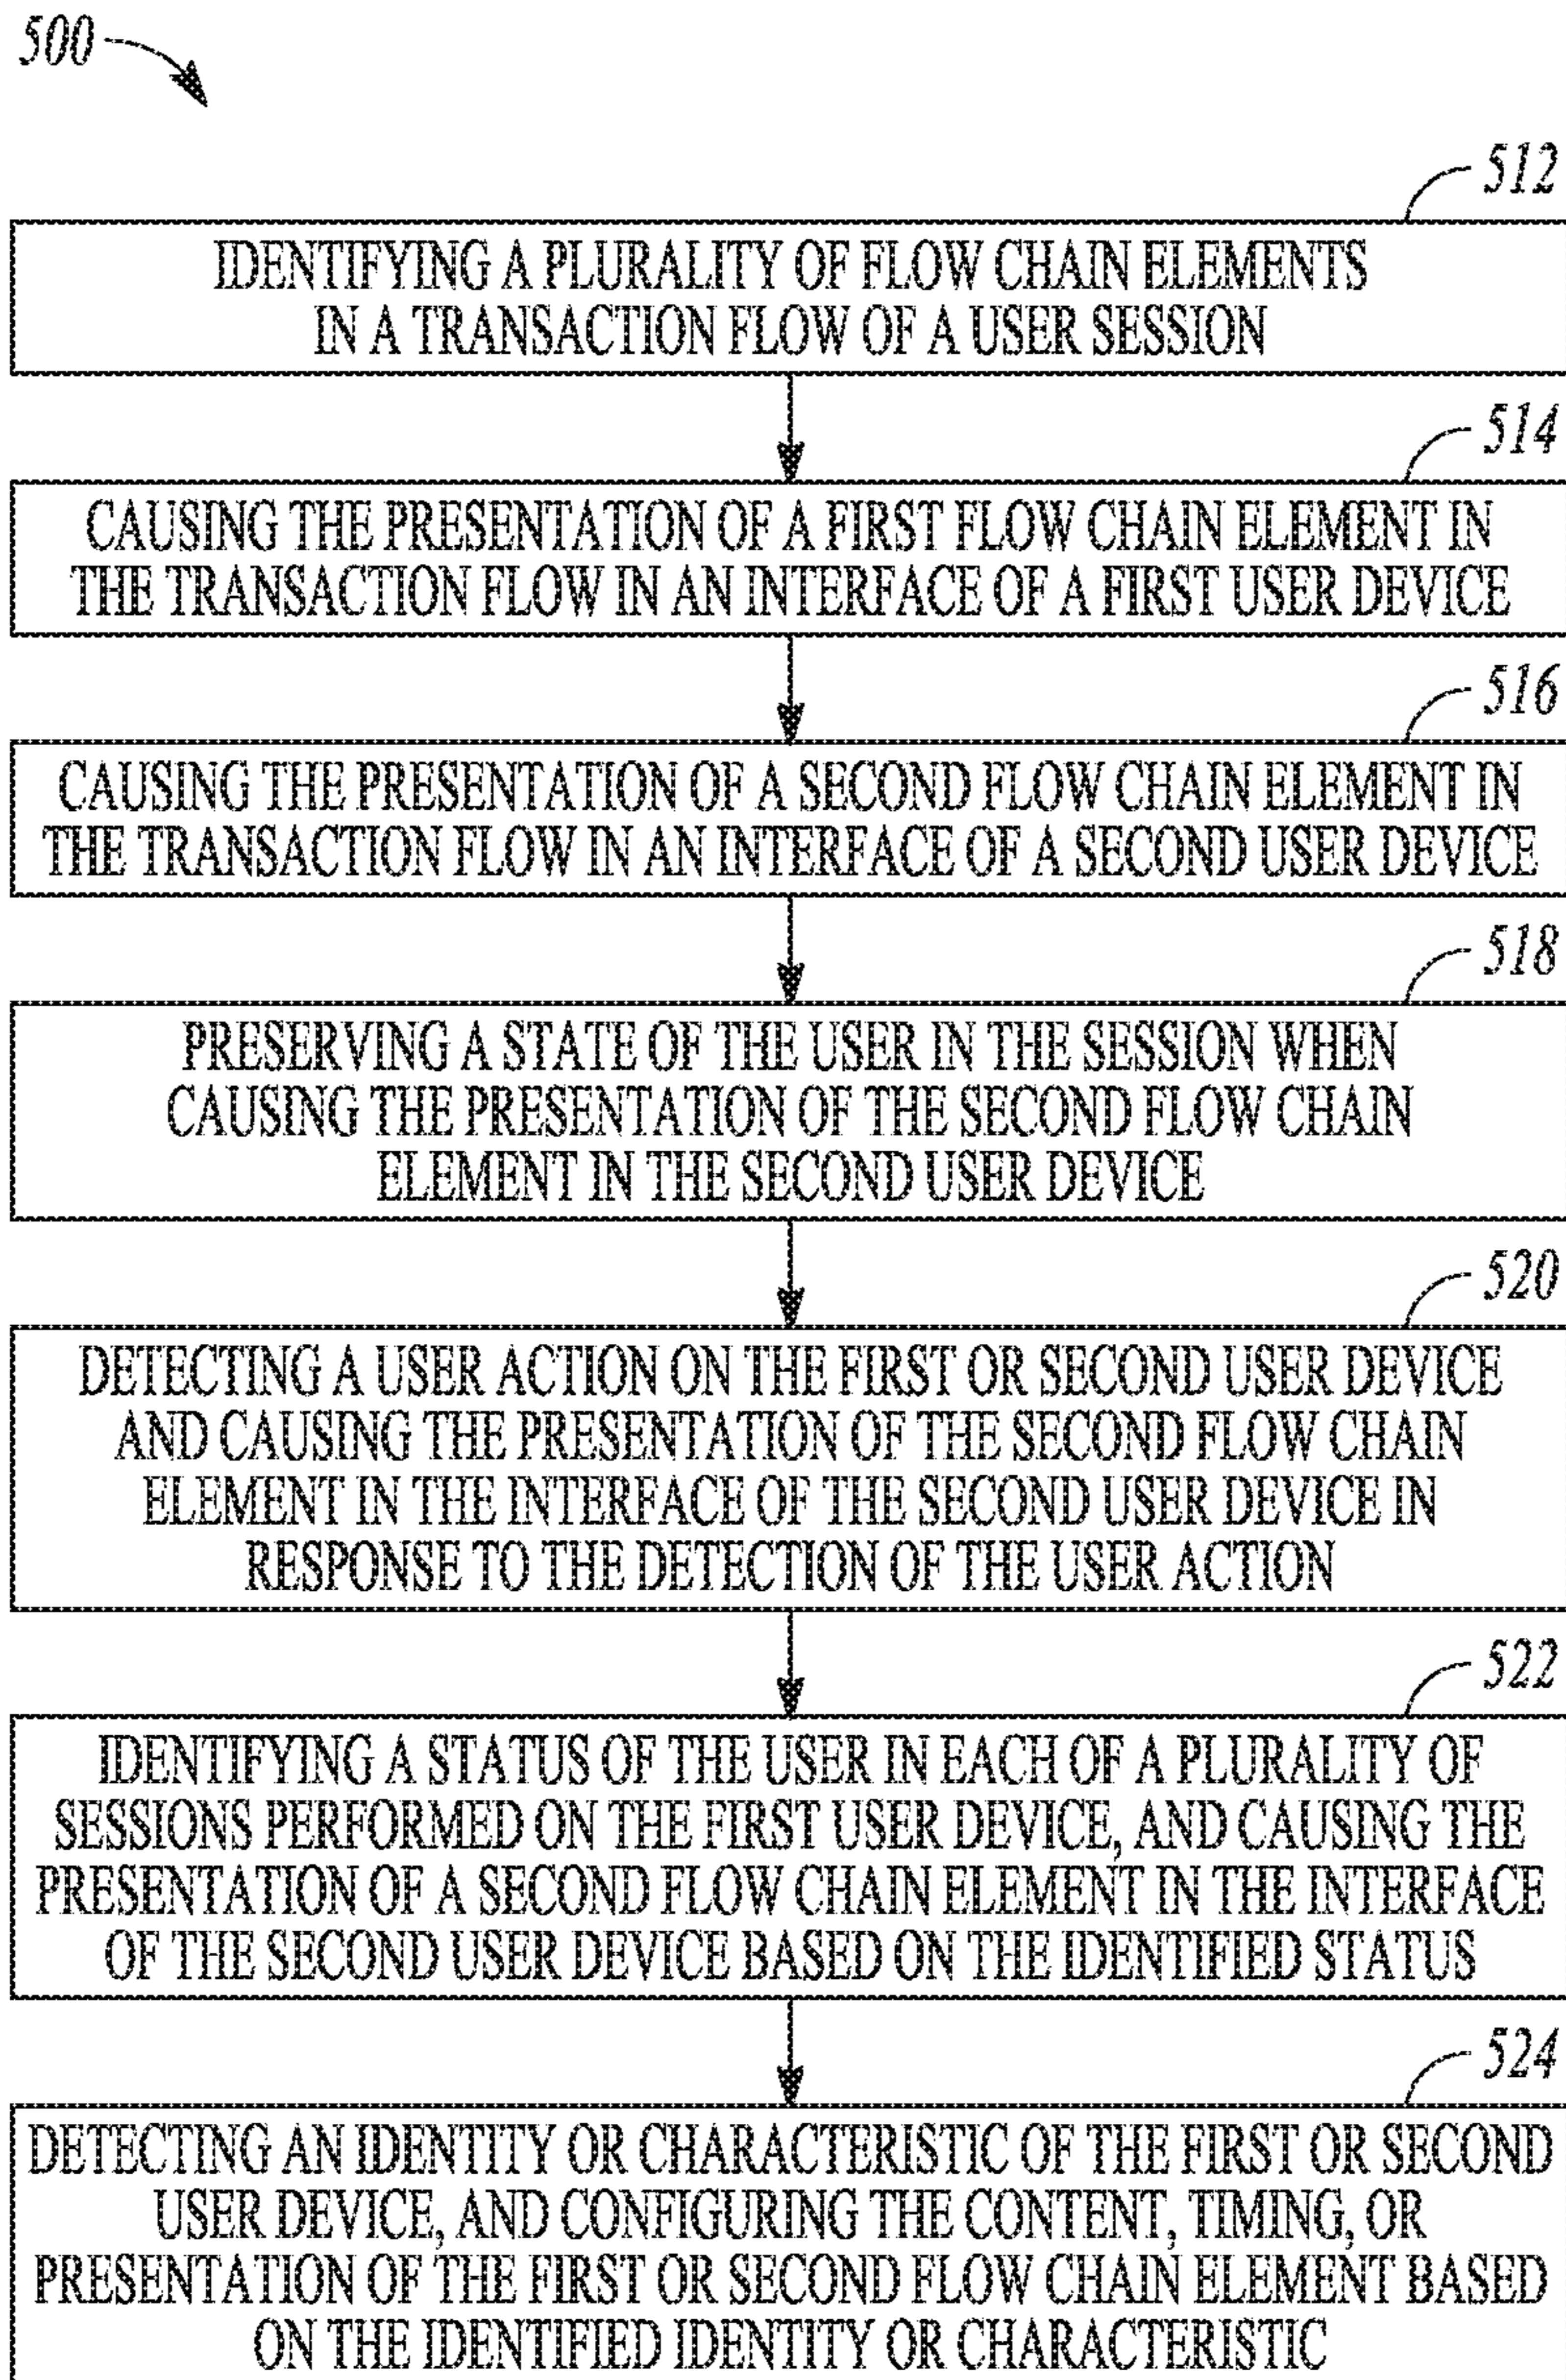 500
512
IDENTIFYING A PLURALITY OF FLOW CHAIN ELEMENTS
IN A TRANSACTION FLOW OF A USER SESSION
514
CAUSING THE PRESENTATION OF A FIRST FLOW CHAIN ELEMENT IN
THE TRANSACTION FLOW IN AN INTERFACE OF A FIRST USER DEVICE
516
CAUSING THE PRESENTATION OF A SECOND FLOW CHAIN ELEMENT IN
THE TRANSACTION FLOW IN AN INTERFACE OF A SECOND USER DEVICE
518
PRESERVING A STATE OF THE USER IN THE SESSION WHEN
CAUSING THE PRESENTATION OF THE SECOND FLOW CHAIN
ELEMENT IN THE SECOND USER DEVICE
520
DETECTING A USER ACTION ON THE FIRST OR SECOND USER DEVICE
AND CAUSING THE PRESENTATION OF THE SECOND FLOW CHAIN
ELEMENT IN THE INTERFACE OF THE SECOND USER DEVICE IN
RESPONSE TO THE DETECTION OF THE USER ACTION
522
IDENTIFYING A STATUS OF THE USER IN EACH OF A PLURALITY OF
SESSIONS PERFORMED ON THE FIRST USER DEVICE, AND CAUSING THE
PRESENTATION OF A SECOND FLOW CHAIN ELEMENT IN THE INTERFACE
OF THE SECOND USER DEVICE BASED ON THE IDENTIFIED STATUS
524
DETECTING AN IDENTITY OR CHARACTERISTIC OF THE FIRST OR SECOND
USER DEVICE, AND CONFIGURING THE CONTENT, TIMING, OR
PRESENTATION OF THE FIRST OR SECOND FLOW CHAIN ELEMENT BASED
ON THE IDENTIFIED IDENTITY OR CHARACTERISTIC